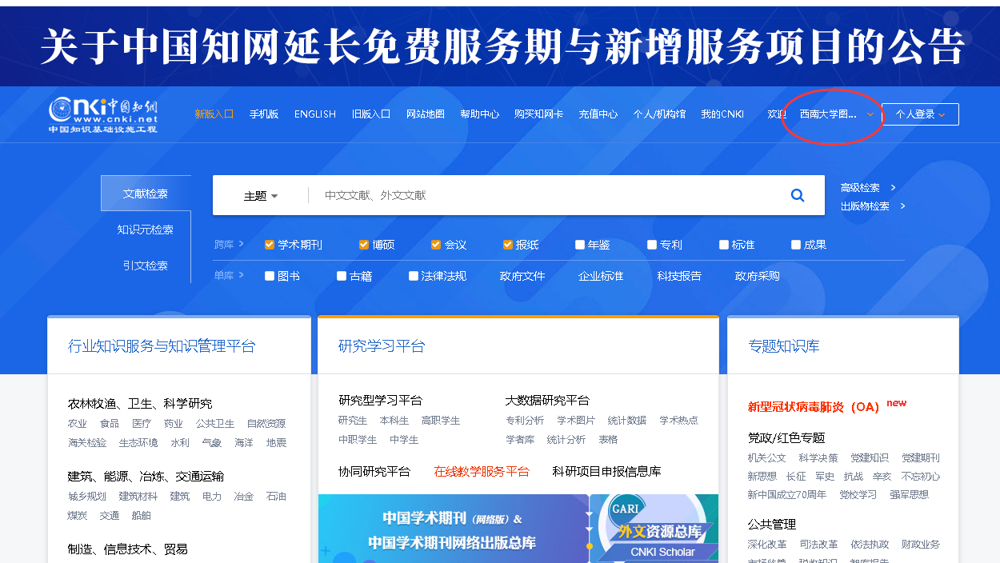 关于中国知网延长免费服务期与新增服务项目的公告
cnki 中国知网
www.cnki.net
中国知识基础设施工程
新版入口 手机版 ENGLISH 旧版入口 网站地图 帮助中心 购买知网卡 充值中心 个人/机构馆 我的CNKI 欢迎 西南大学图... 个人登录
文献检索
知识元检索
引文检索
主题 中文文献、外文文献
高级检索 >
出版物检索 >
跨库 > 学术期刊 博硕 会议 报纸 年鉴 专利 标准 成果
单库 > 图书 古籍 法律法规 政府文件 企业标准 科技报告 政府采购
行业知识服务与知识管理平台
农林牧渔、卫生、科学研究
农业 食品 医疗 药业 公共卫生 自然资源
海关检验 生态环境 水利 气象 海洋 地震
建筑、能源、冶炼、交通运输
城乡规划 建筑材料 建筑 电力 冶金 石油
煤炭 交通 船舶
制造、信息技术、贸易
研究学习平台
研究型学习平台
研究生 本科生 高职学生
中职学生 中学生
大数据研究平台
专利分析 学术图片 统计数据 学术热点
学者库 统计分析 表格
协同研究平台 在线教学服务平台 科研项目申报信息库
中国学术期刊（网络版）&
中国学术期刊网络出版总库
GARI
外文资源总库
CNKI Scholar
专题知识库
新型冠状病毒肺炎（OA） new
党政/红色专题
机关公文 科学决策 党建知识 党建期刊
新思想 长征 军史 抗战 辛亥 不忘初心
新中国成立70周年 党校学习 强军思想
公共管理
深化改革 司法改革 依法执政 财政业务
市场监管 税收知识 智库报告